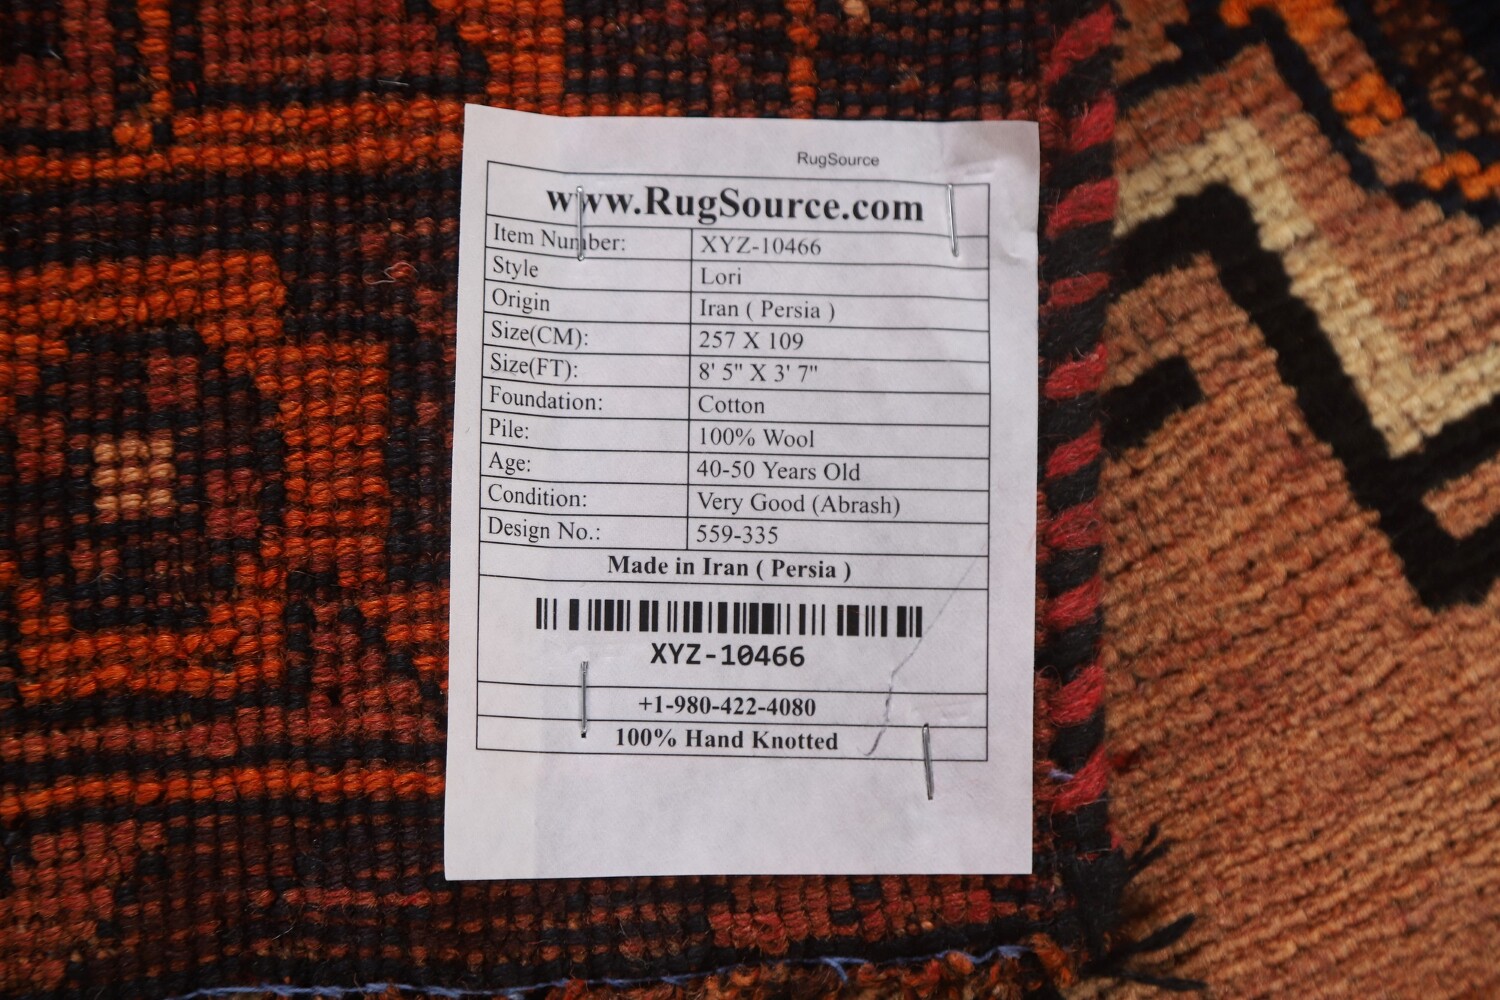 RugSource
www.RugSource.com
Item Number: XYZ-10466
Style Lori
Origin Iran ( Persia )
Size(CM): 257 X 109
Size(FT): 8' 5" X 3' 7"
Foundation: Cotton
Pile: 100% Wool
Age: 40-50 Years Old
Condition: Very Good (Abrash)
Design No.: 559-335
Made in Iran ( Persia )
XYZ-10466
+1-980-422-4080
100% Hand Knotted